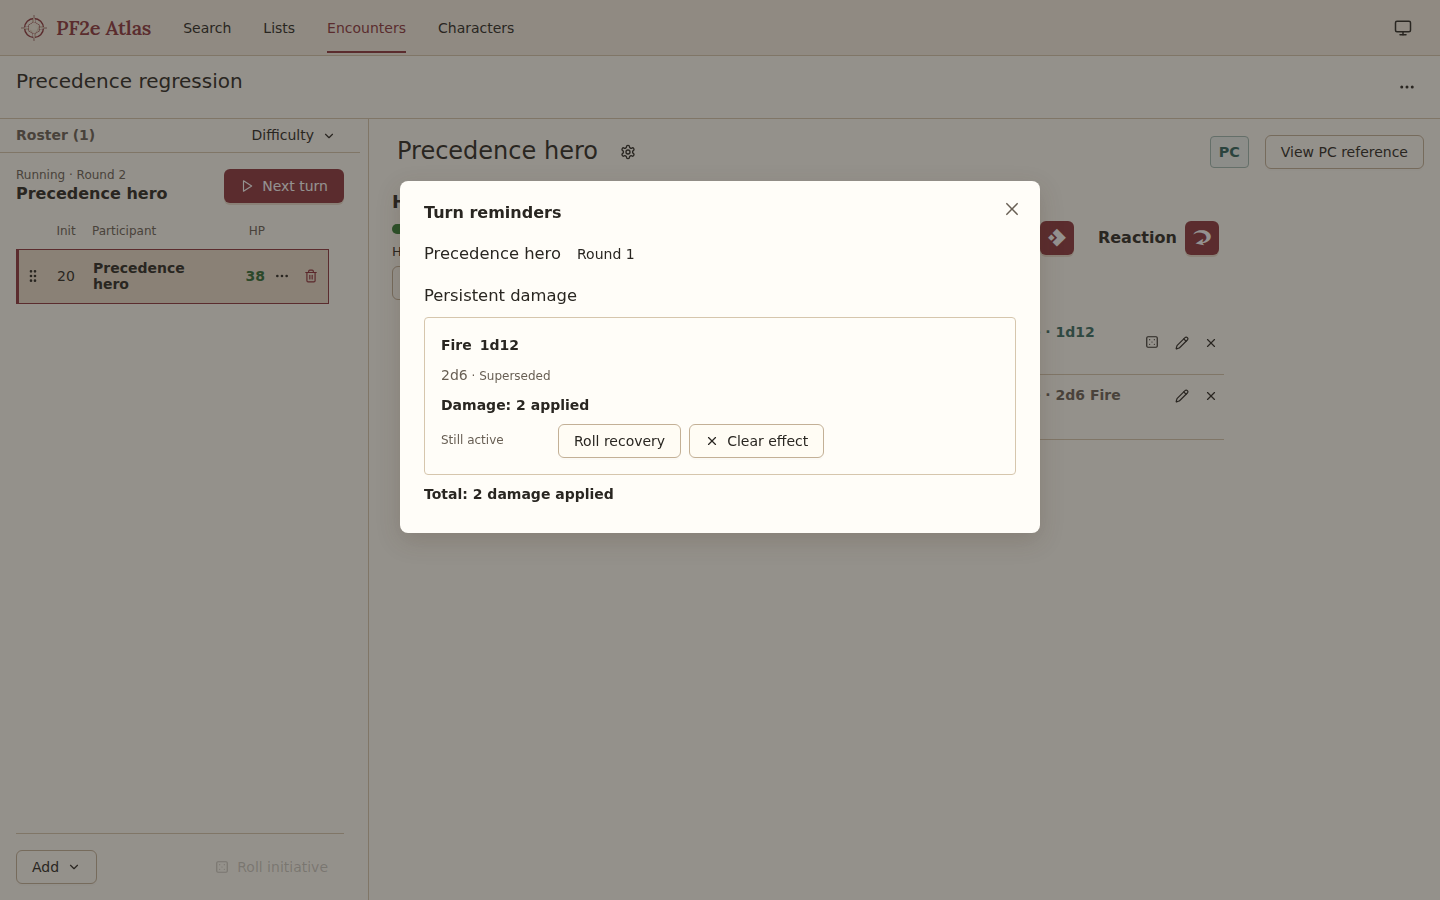 PF2e Atlas
Search
Lists
Encounters
Characters
Precedence regression
Roster (1)
Difficulty
Running · Round 2
Precedence hero
Next turn
Init
Participant
HP
20
Precedence
hero
38
Add
Roll initiative
Precedence hero
PC
View PC reference
Reaction
· 1d12
· 2d6 Fire
Turn reminders
Precedence hero Round 1
Persistent damage
Fire 1d12
2d6 · Superseded
Damage: 2 applied
Still active
Roll recovery
Clear effect
Total: 2 damage applied